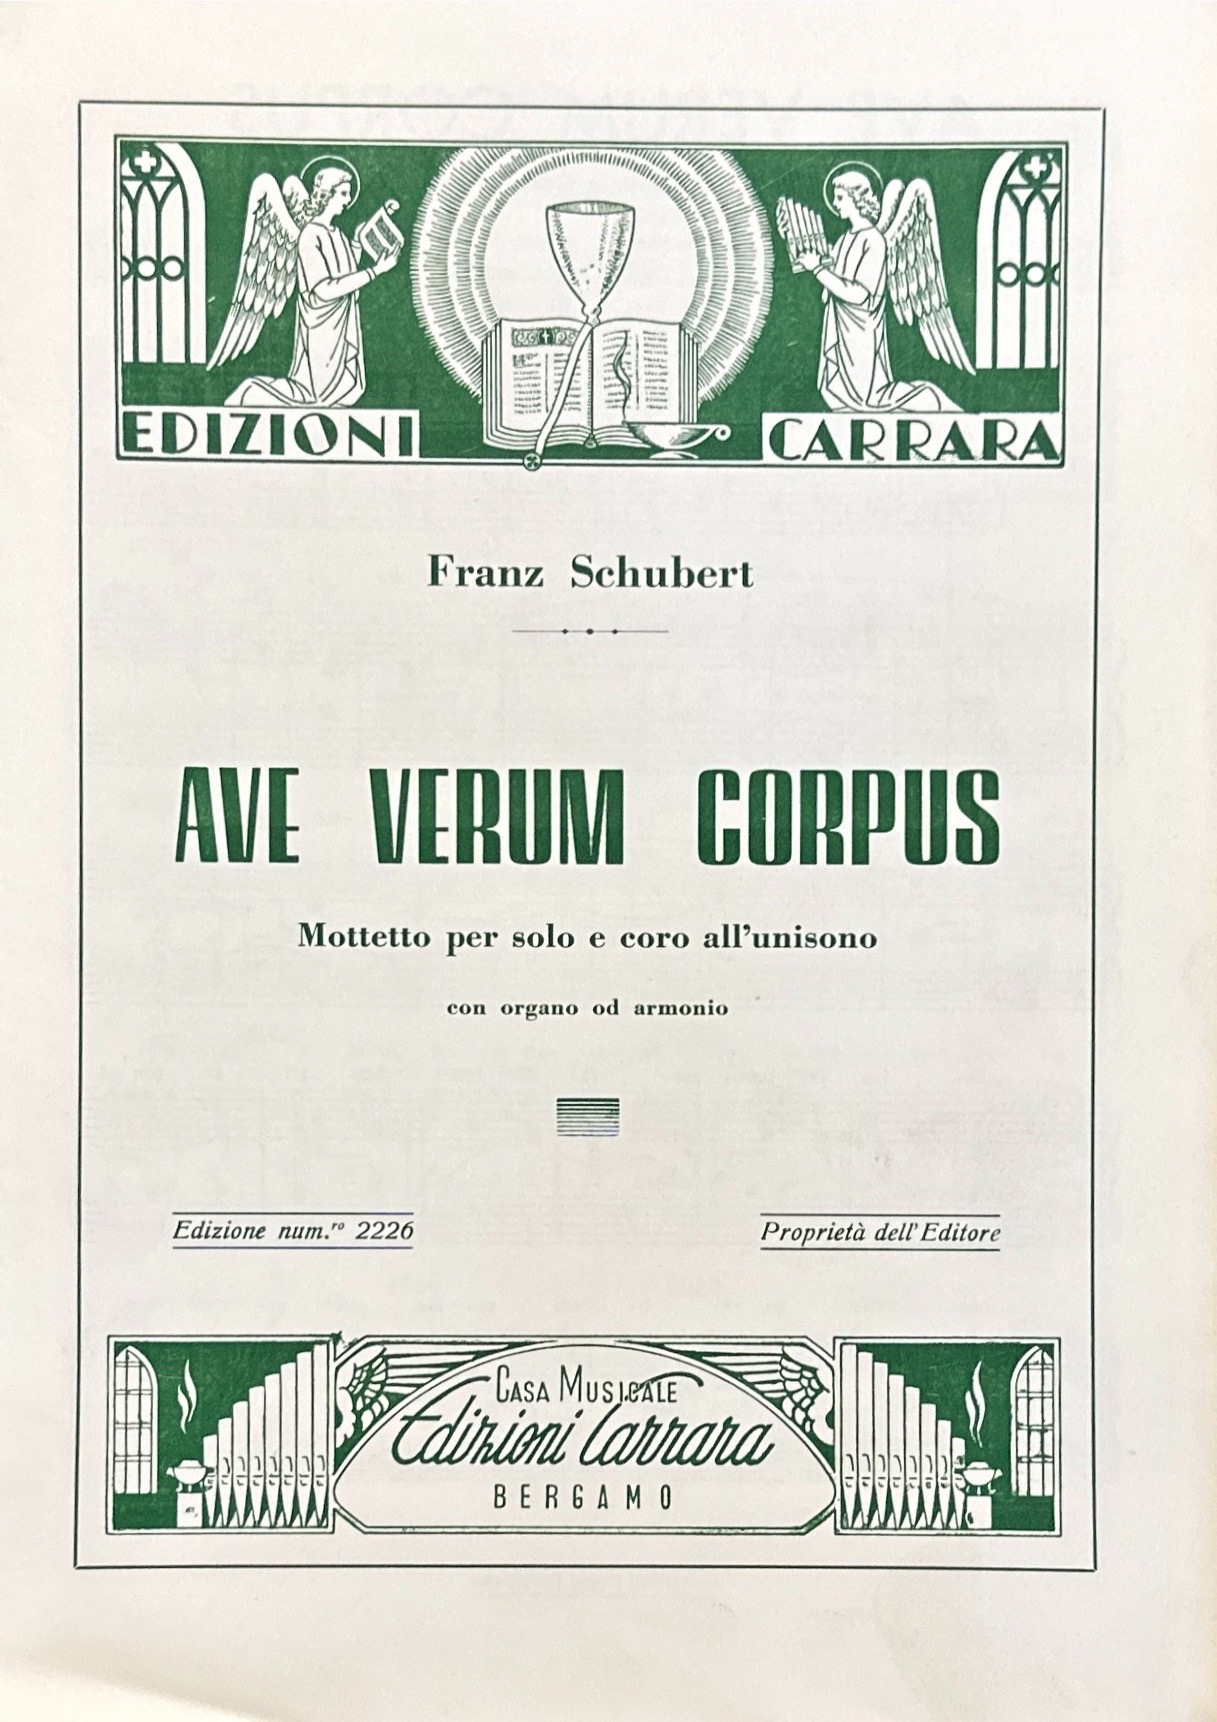 EDIZIONI CARRARA
Franz Schubert
AVE VERUM CORPUS
Mottetto per solo e coro all'unisono
con organo od armonio
Edizione num.ro 2226
Proprietà dell'Editore
CASA MUSICALE
Edizioni Carrara
BERGAMO